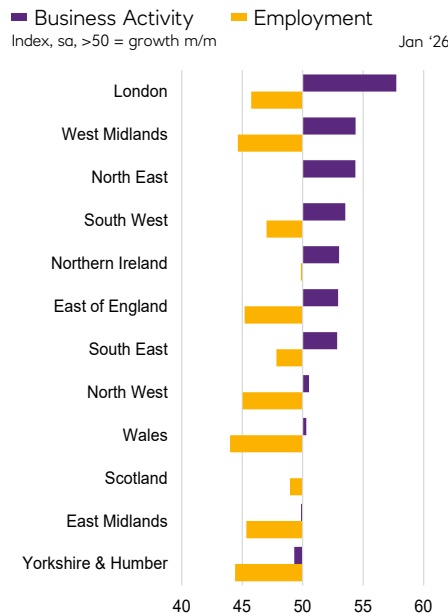 Business Activity Employment
Index, sa, >50 = growth m/m Jan ‘26
London
West Midlands
North East
South West
Northern Ireland
East of England
South East
North West
Wales
Scotland
East Midlands
Yorkshire & Humber
40 45 50 55 60